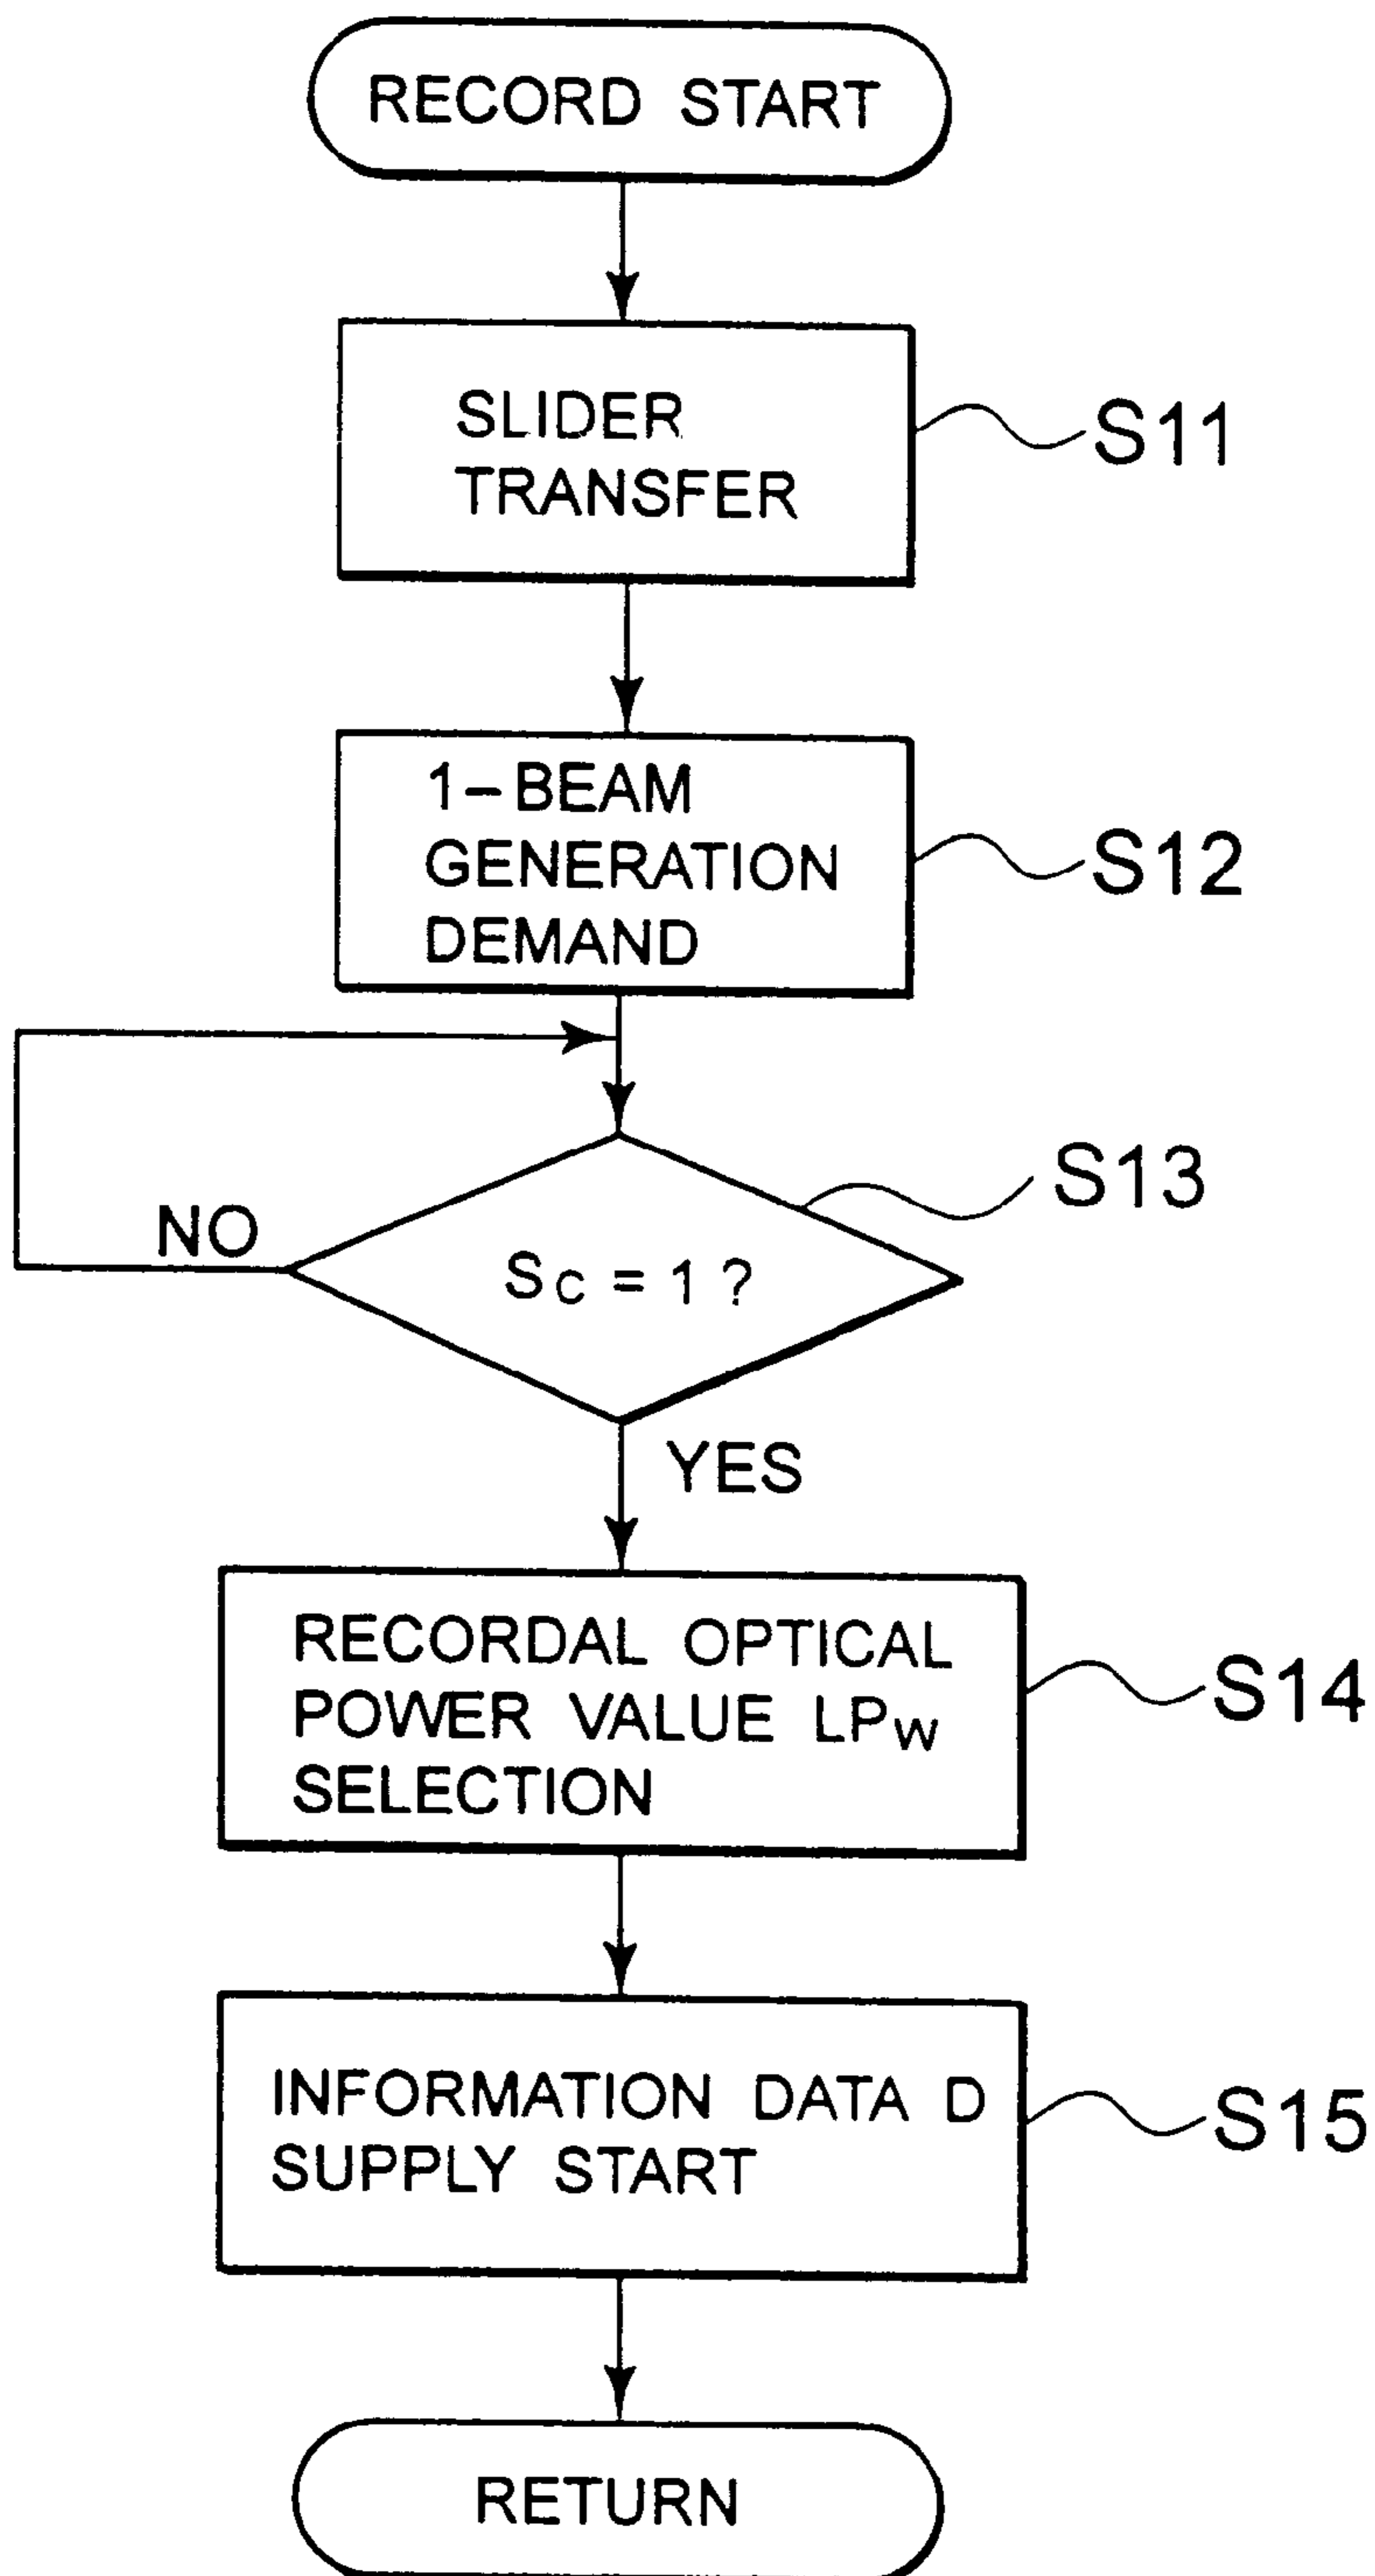 RECORD START
SLIDER
TRANSFER
S11
1-BEAM
GENERATION
DEMAND
S12
S13
NO
Sc = 1 ?
YES
RECORDAL OPTICAL
POWER VALUE LPw
SELECTION
S14
INFORMATION DATA D
SUPPLY START
S15
RETURN